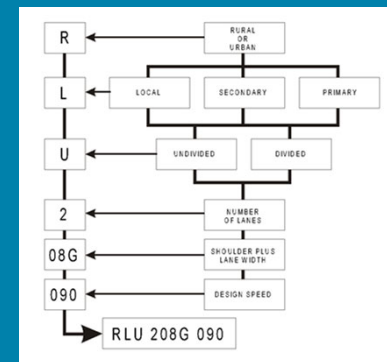 R
RURAL
OR
URBAN
L
LOCAL
SECONDARY
PRIMARY
U
UNDIVIDED
DIVIDED
2
NUMBER
OF LANES
08G
SHOULDER PLUS
LANE WIDTH
090
DESIGN SPEED
RLU 208G 090